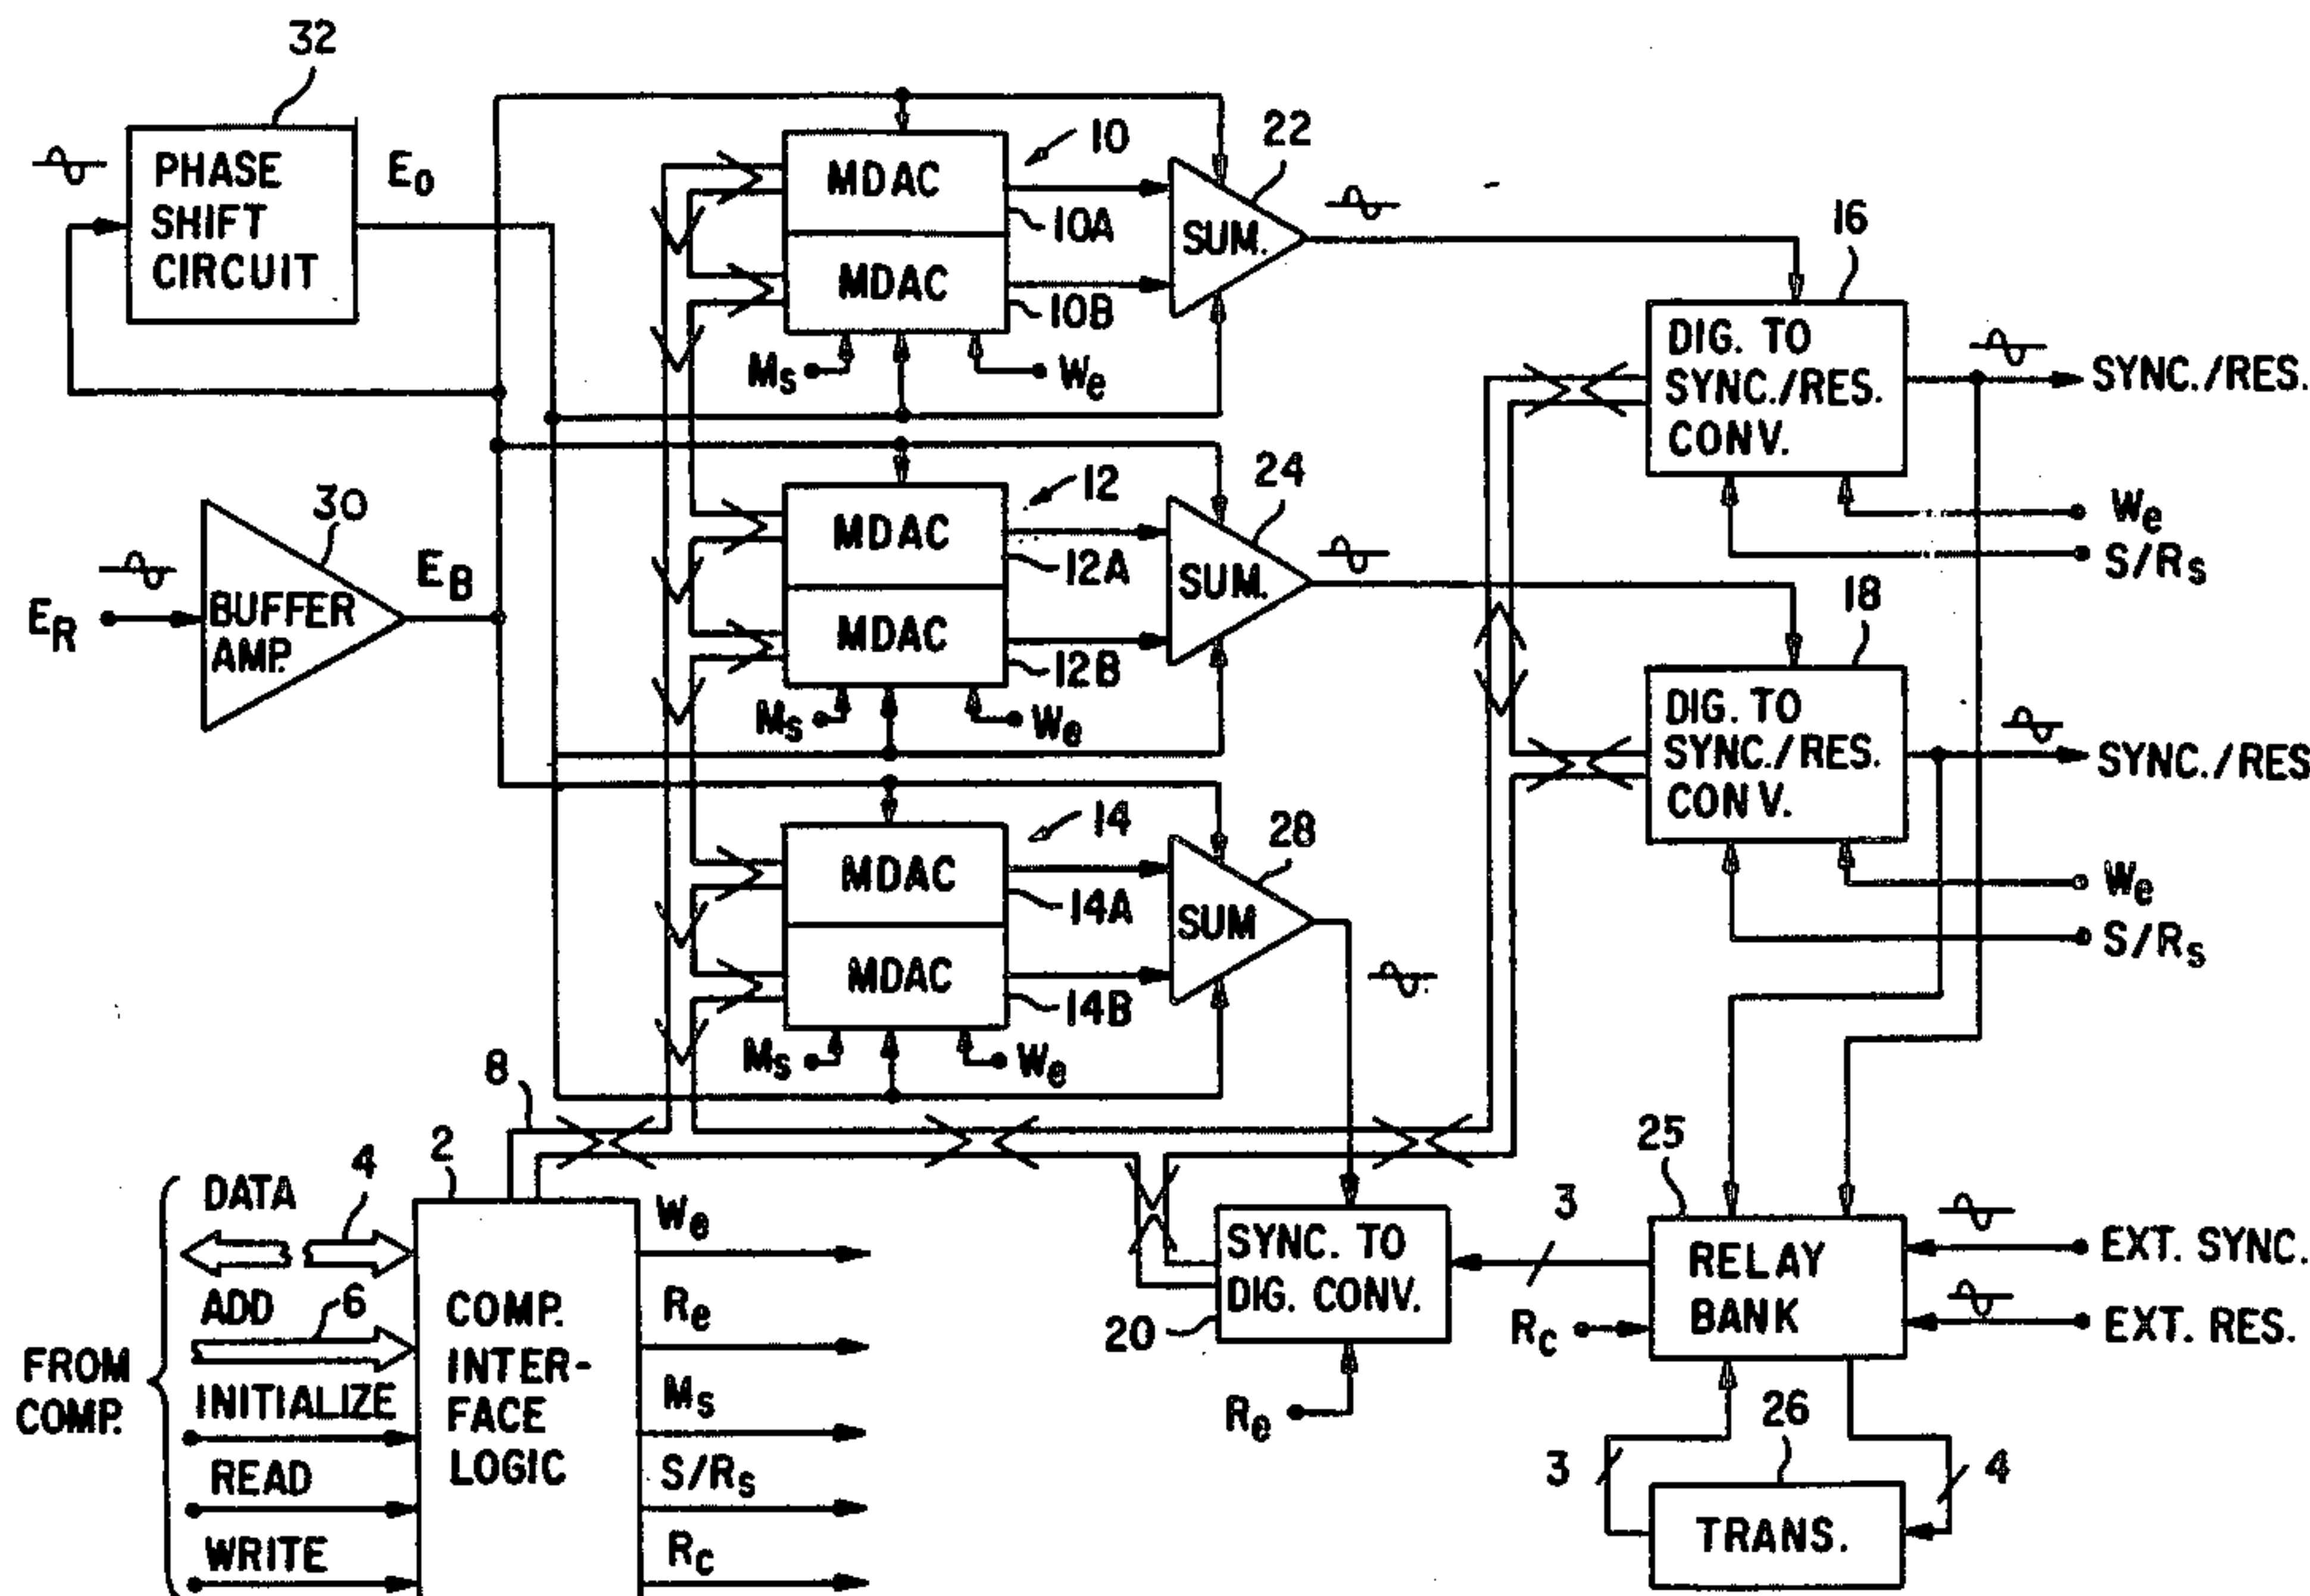 32
PHASE
SHIFT
CIRCUIT
E0
MDAC
10
10A
MDAC
10B
Ms
We
22
SUM.
16
DIG. TO
SYNC./RES.
CONV.
SYNC./RES.
We
S/Rs
ER
30
BUFFER
AMP.
EB
12
MDAC
12A
MDAC
12B
Ms
We
24
SUM.
18
DIG. TO
SYNC./RES.
CONV.
SYNC./RES
We
S/Rs
14
MDAC
14A
MDAC
14B
Ms
We
28
SUM
8
2
FROM
COMP.
DATA
4
ADD
6
INITIALIZE
READ
WRITE
COMP.
INTER-
FACE
LOGIC
We
Re
Ms
S/Rs
Rc
SYNC. TO
DIG. CONV.
20
Re
3
25
RELAY
BANK
Rc
EXT. SYNC.
EXT. RES.
3
26
4
TRANS.